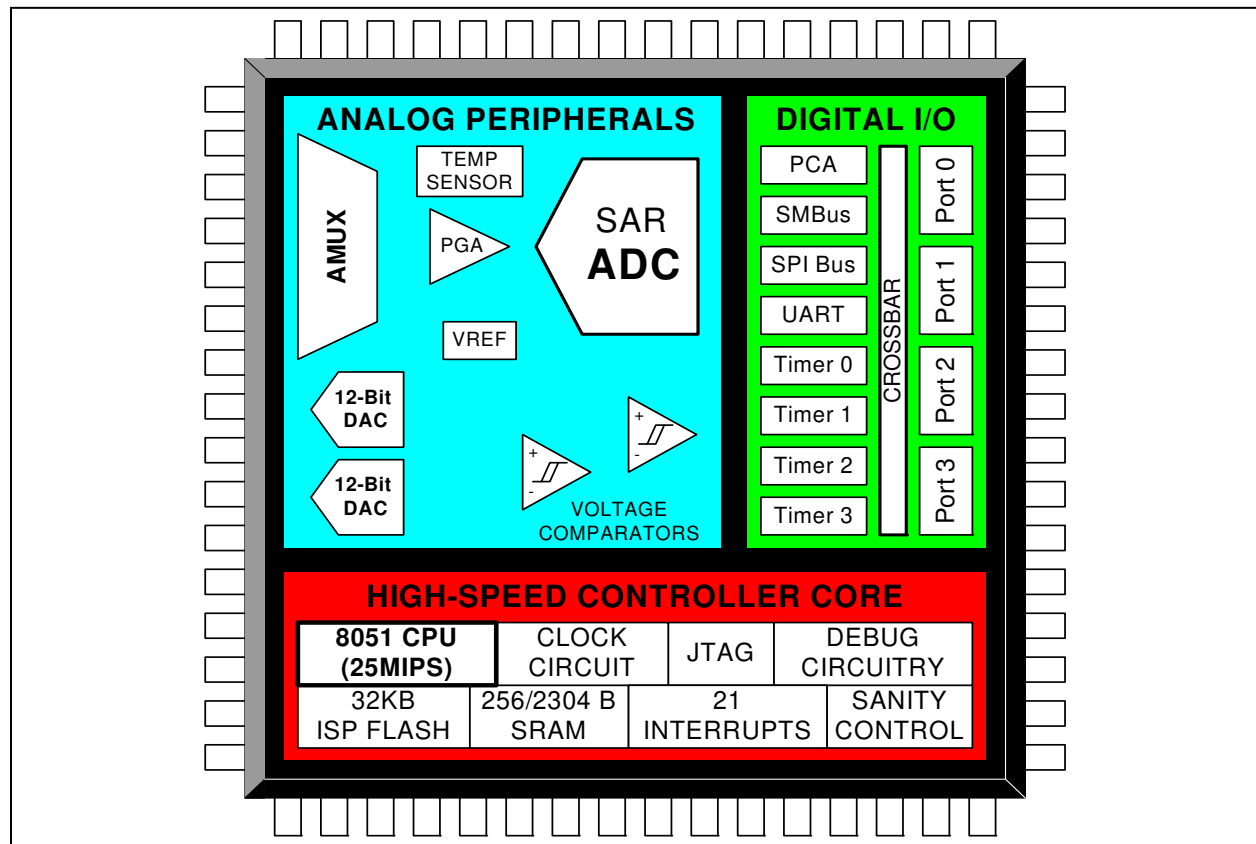 ANALOG PERIPHERALS
AMUX
TEMP
SENSOR
PGA
SAR
ADC
VREF
12-Bit
DAC
12-Bit
DAC
+
-
+
-
VOLTAGE
COMPARATORS
DIGITAL I/O
PCA
SMBus
SPI Bus
UART
Timer 0
Timer 1
Timer 2
Timer 3
CROSSBAR
Port 0
Port 1
Port 2
Port 3
HIGH-SPEED CONTROLLER CORE
8051 CPU
(25MIPS)
CLOCK
CIRCUIT
JTAG
DEBUG
CIRCUITRY
32KB
ISP FLASH
256/2304 B
SRAM
21
INTERRUPTS
SANITY
CONTROL